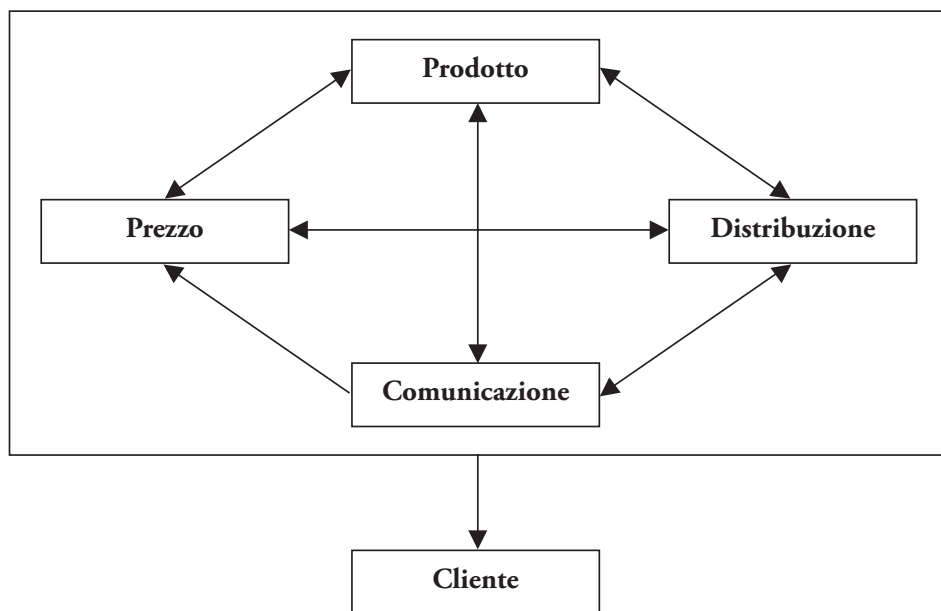 Prodotto
Prezzo
Distribuzione
Comunicazione
Cliente